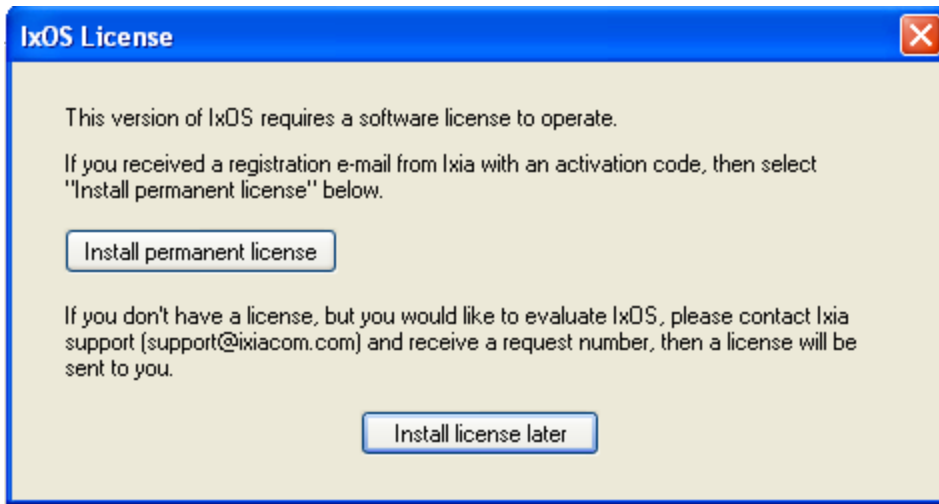 IxOS License
This version of IxOS requires a software license to operate.
If you received a registration e-mail from Ixia with an activation code, then select
"Install permanent license" below.
Install permanent license
If you don't have a license, but you would like to evaluate IxOS, please contact Ixia
support (support@ixiacom.com) and receive a request number, then a license will be
sent to you.
Install license later